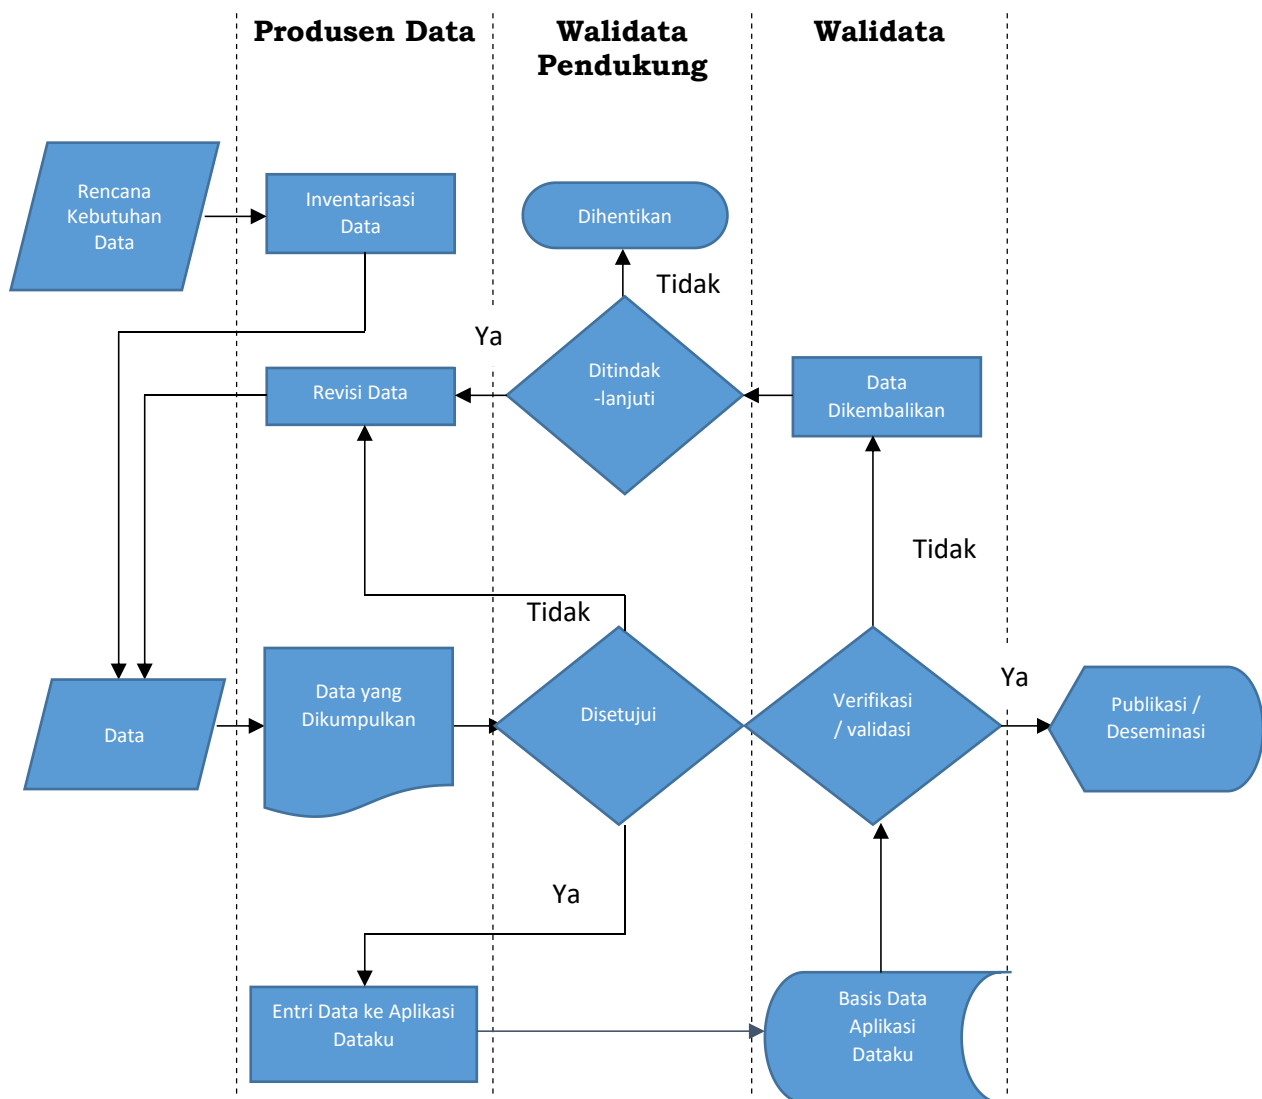 Produsen Data
Walidata
Pendukung
Walidata
Rencana
Kebutuhan
Data
Inventarisasi
Data
Dihentikan
Tidak
Ya
Revisi Data
Ditindak
-lanjuti
Data
Dikembalikan
Tidak
Tidak
Data
Data yang
Dikumpulkan
Disetujui
Verifikasi
/ validasi
Ya
Publikasi /
Deseminasi
Ya
Entri Data ke Aplikasi
Dataku
Basis Data
Aplikasi
Dataku